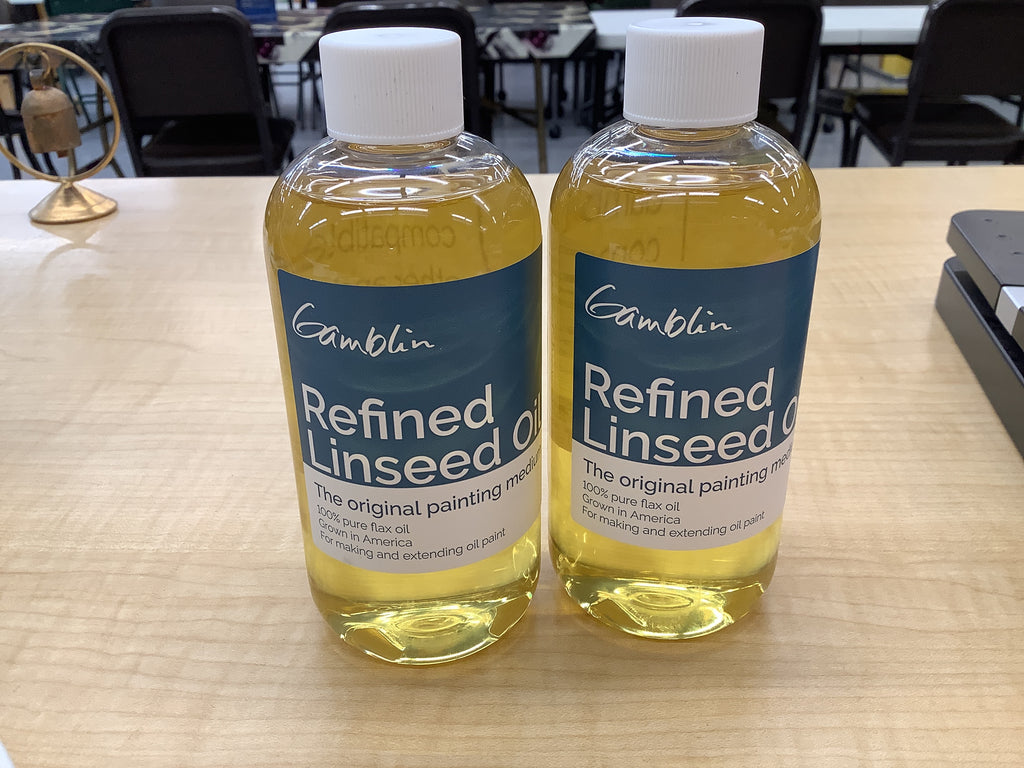 Gamblin
Refined
Linseed Oil
The original painting medium
100% pure flax oil
Grown in America
For making and extending oil paint
compatible
Gamblin
Refined
Linseed O
The original painting me
100% pure flax oil
Grown in America
For making and extending oil paint